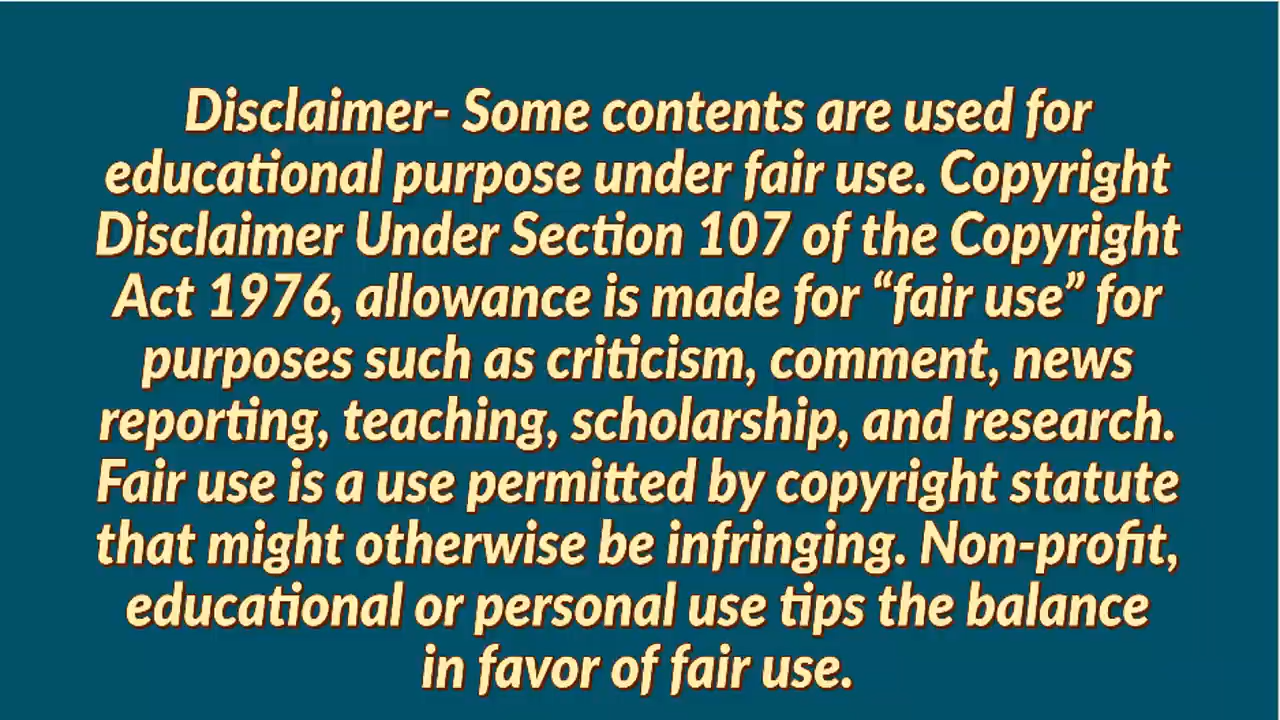 Disclaimer- Some contents are used for
educational purpose under fair use. Copyright
Disclaimer Under Section 107 of the Copyright
Act 1976, allowance is made for “fair use” for
purposes such as criticism, comment, news
reporting, teaching, scholarship, and research.
Fair use is a use permitted by copyright statute
that might otherwise be infringing. Non-profit,
educational or personal use tips the balance
in favor of fair use.